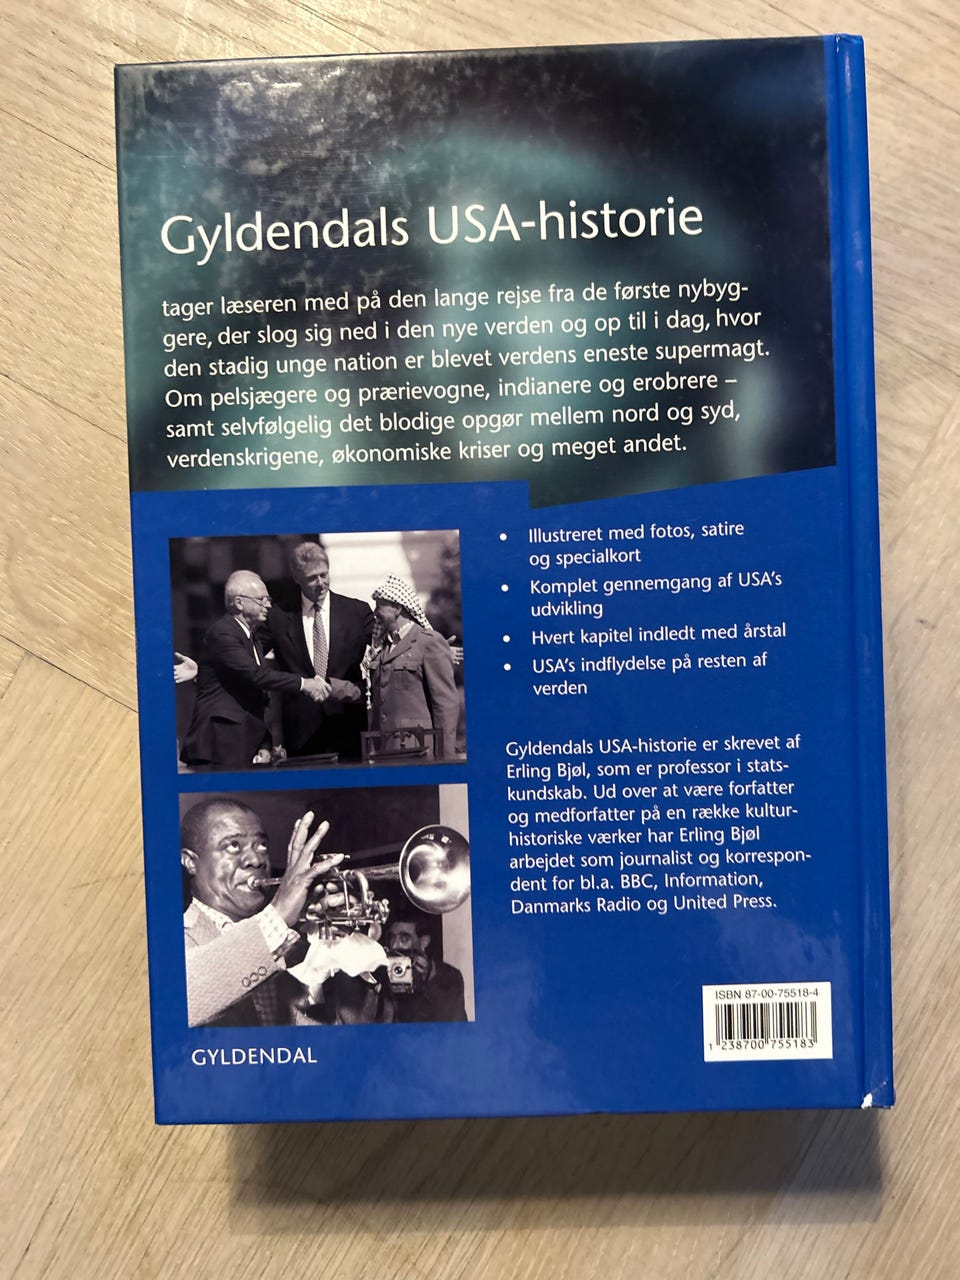 Gyldendals USA-historie
tager læseren med på den lange rejse fra de første nybyg-
gere, der slog sig ned i den nye verden og op til i dag, hvor
den stadig unge nation er blevet verdens eneste supermagt.
Om pelsjægere og prærievogne, indianere og erobrere –
samt selvfølgelig det blodige opgør mellem nord og syd,
verdenskrigene, økonomiske kriser og meget andet.
• Illustreret med fotos, satire
og specialkort
• Komplet gennemgang af USA's
udvikling
• Hvert kapitel indledt med årstal
• USA's indflydelse på resten af
verden
Gyldendals USA-historie er skrevet af
Erling Bjøl, som er professor i stats-
kundskab. Ud over at være forfatter
og medforfatter på en række kultur-
historiske værker har Erling Bjøl
arbejdet som journalist og korrespon-
dent for bl.a. BBC, Information,
Danmarks Radio og United Press.
ISBN 87-00-75518-4
1 238700 755183
GYLDENDAL